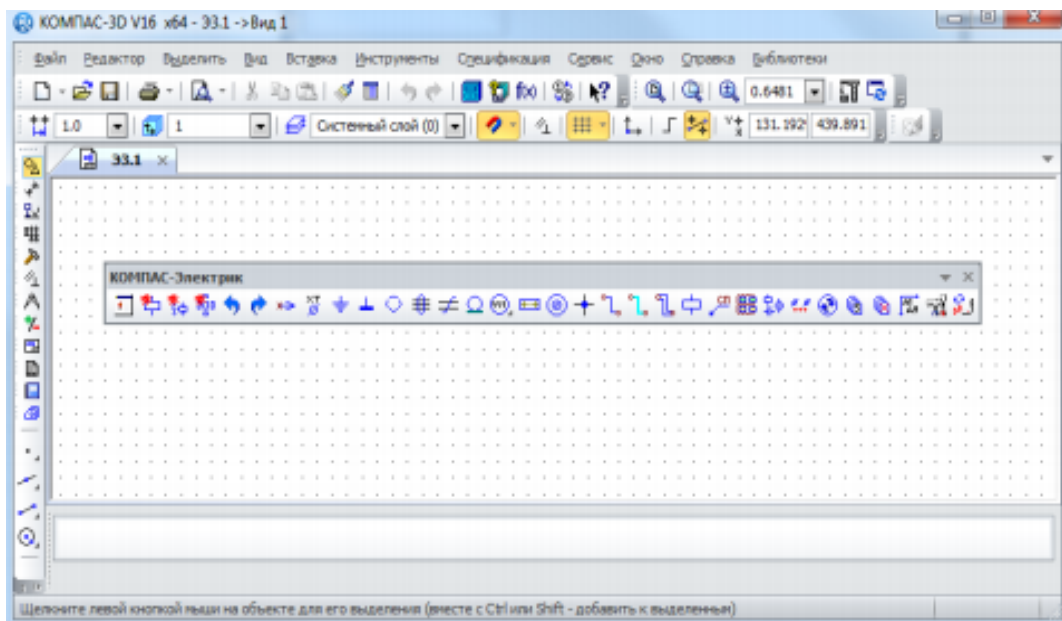 КОМПАС-3D V16 x64 - Э3.1 ->Вид 1
Файл Редактор Выделить Вид Вставка Инструменты Спецификация Сервис Окно Справка Библиотеки
0.6481
1.0 1 Системный слой (0) 131.192 439.891
Э3.1
КОМПАС-Электрик
Щелкните левой кнопкой мыши на объекте для его выделения (вместе с Ctrl или Shift - добавить к выделенным)